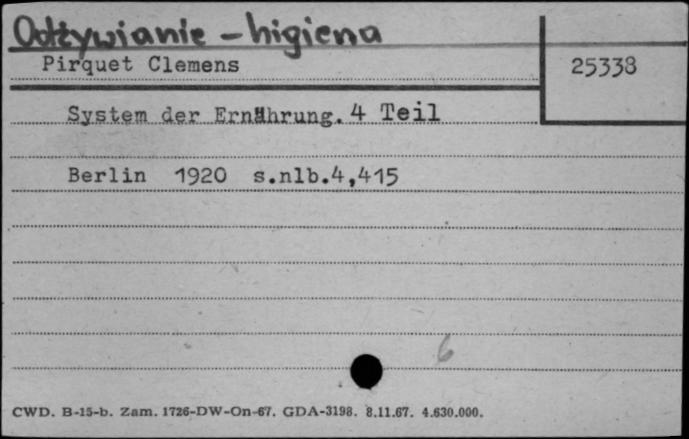 Odżywianie - higiena
Pirquet Clemens
25338
System der Ernährung. 4 Teil
Berlin 1920 s.nlb.4,415
6
CWD. B-15-b. Zam. 1726-DW-On-67. GDA-3198. 8.11.67. 4.630.000.